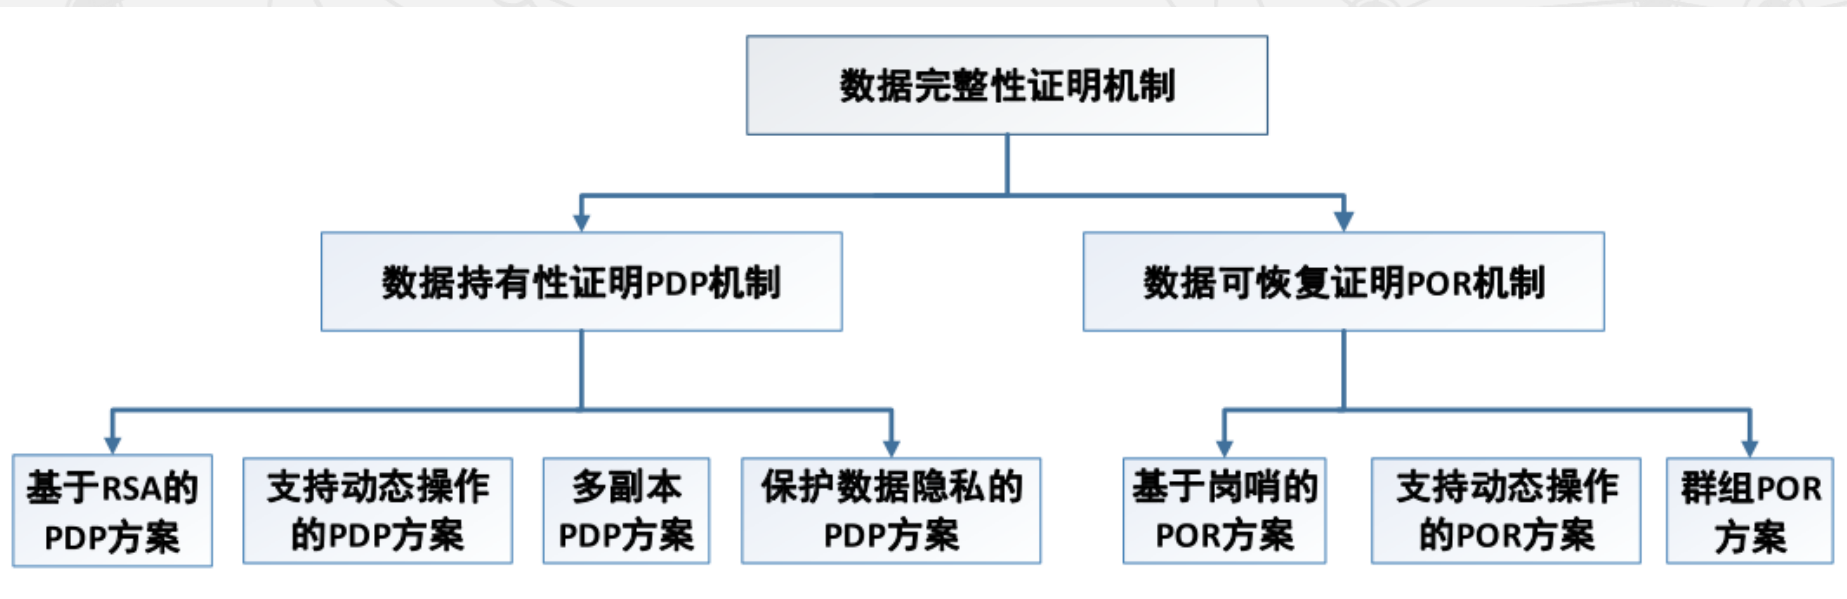 数据完整性证明机制
数据持有性证明PDP机制
数据可恢复证明POR机制
基于RSA的
PDP方案
支持动态操作
的PDP方案
多副本
PDP方案
保护数据隐私的
PDP方案
基于岗哨的
POR方案
支持动态操作
的POR方案
群组POR
方案